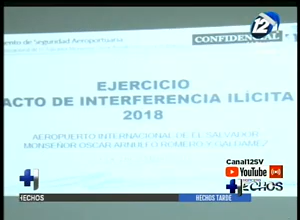 12
CONFIDENCIAL
EJERCICIO
ACTO DE INTERFERENCIA ILÍCITA
2018
AEROPUERTO INTERNACIONAL DE EL SALVADOR
MONSEÑOR OSCAR ARNULFO ROMERO Y GALDAMEZ
Canal12SV
YouTube
HECHOS
HECHOS TARDE
HECHOS